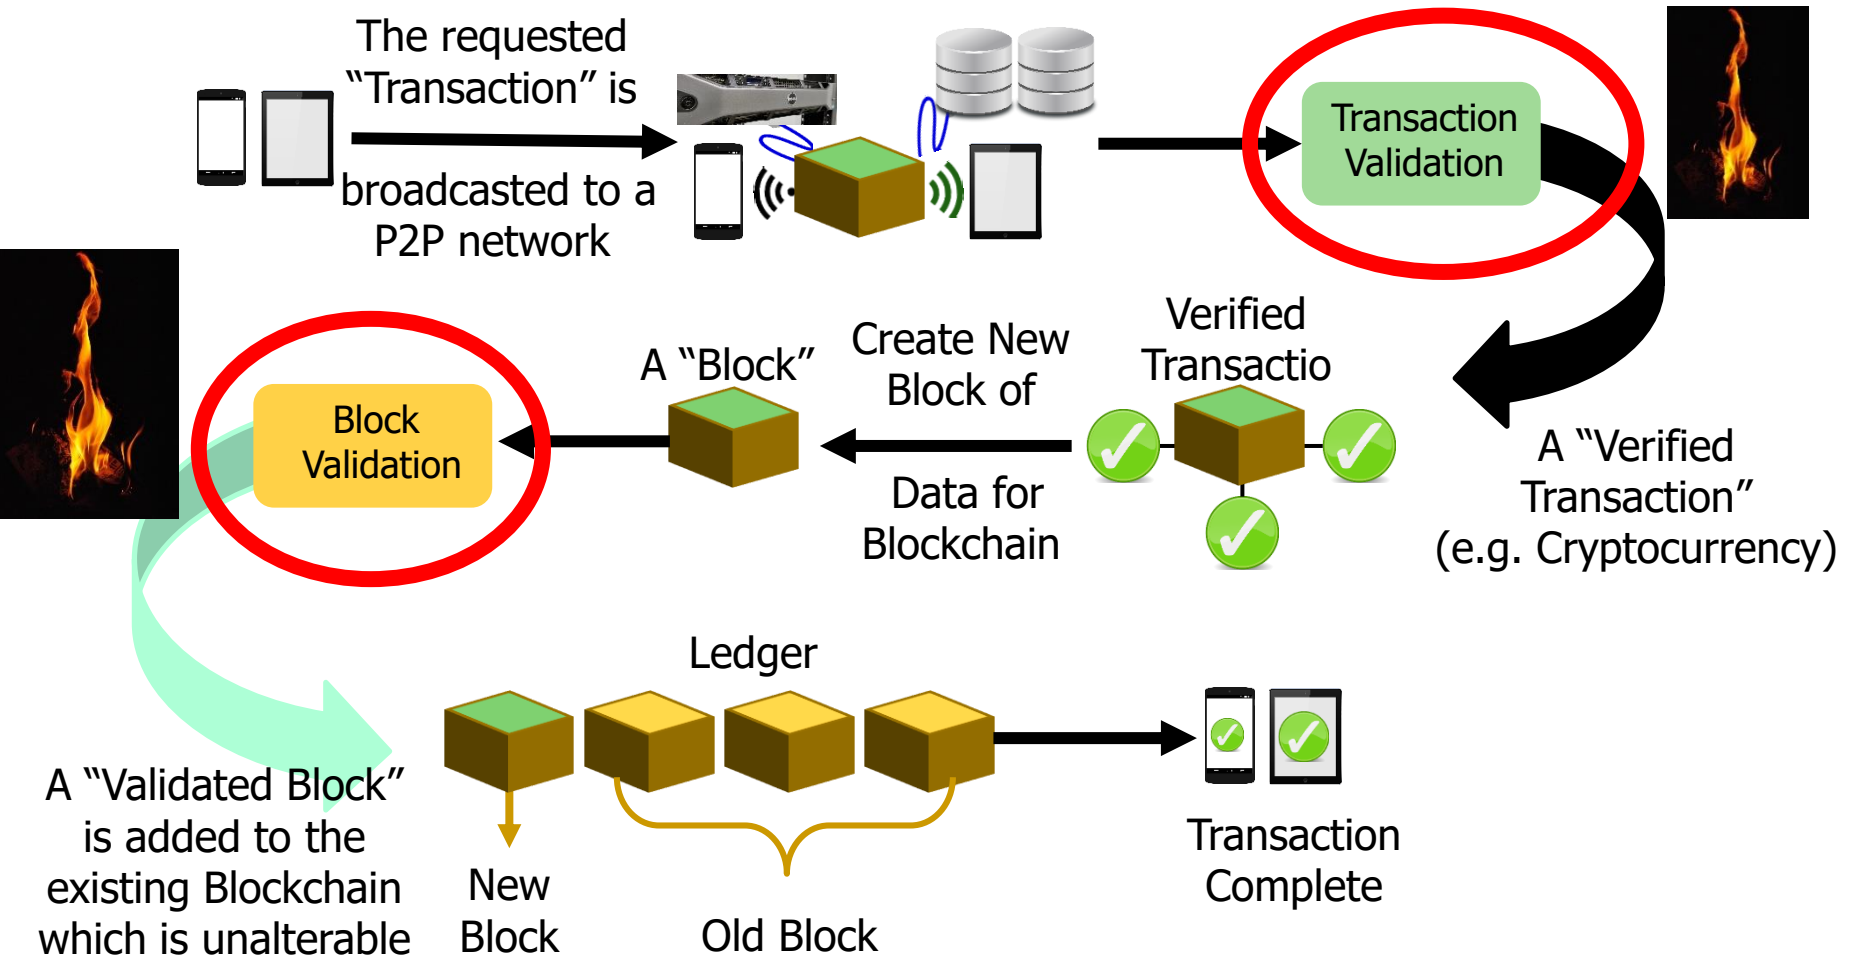 The requested
“Transaction” is
broadcasted to a
P2P network
Transaction
Validation
Verified
Transactio
Create New
Block of
Data for
Blockchain
A “Block”
Block
Validation
A “Verified
Transaction”
(e.g. Cryptocurrency)
Ledger
A “Validated Block”
is added to the
existing Blockchain
which is unalterable
New
Block
Old Block
Transaction
Complete